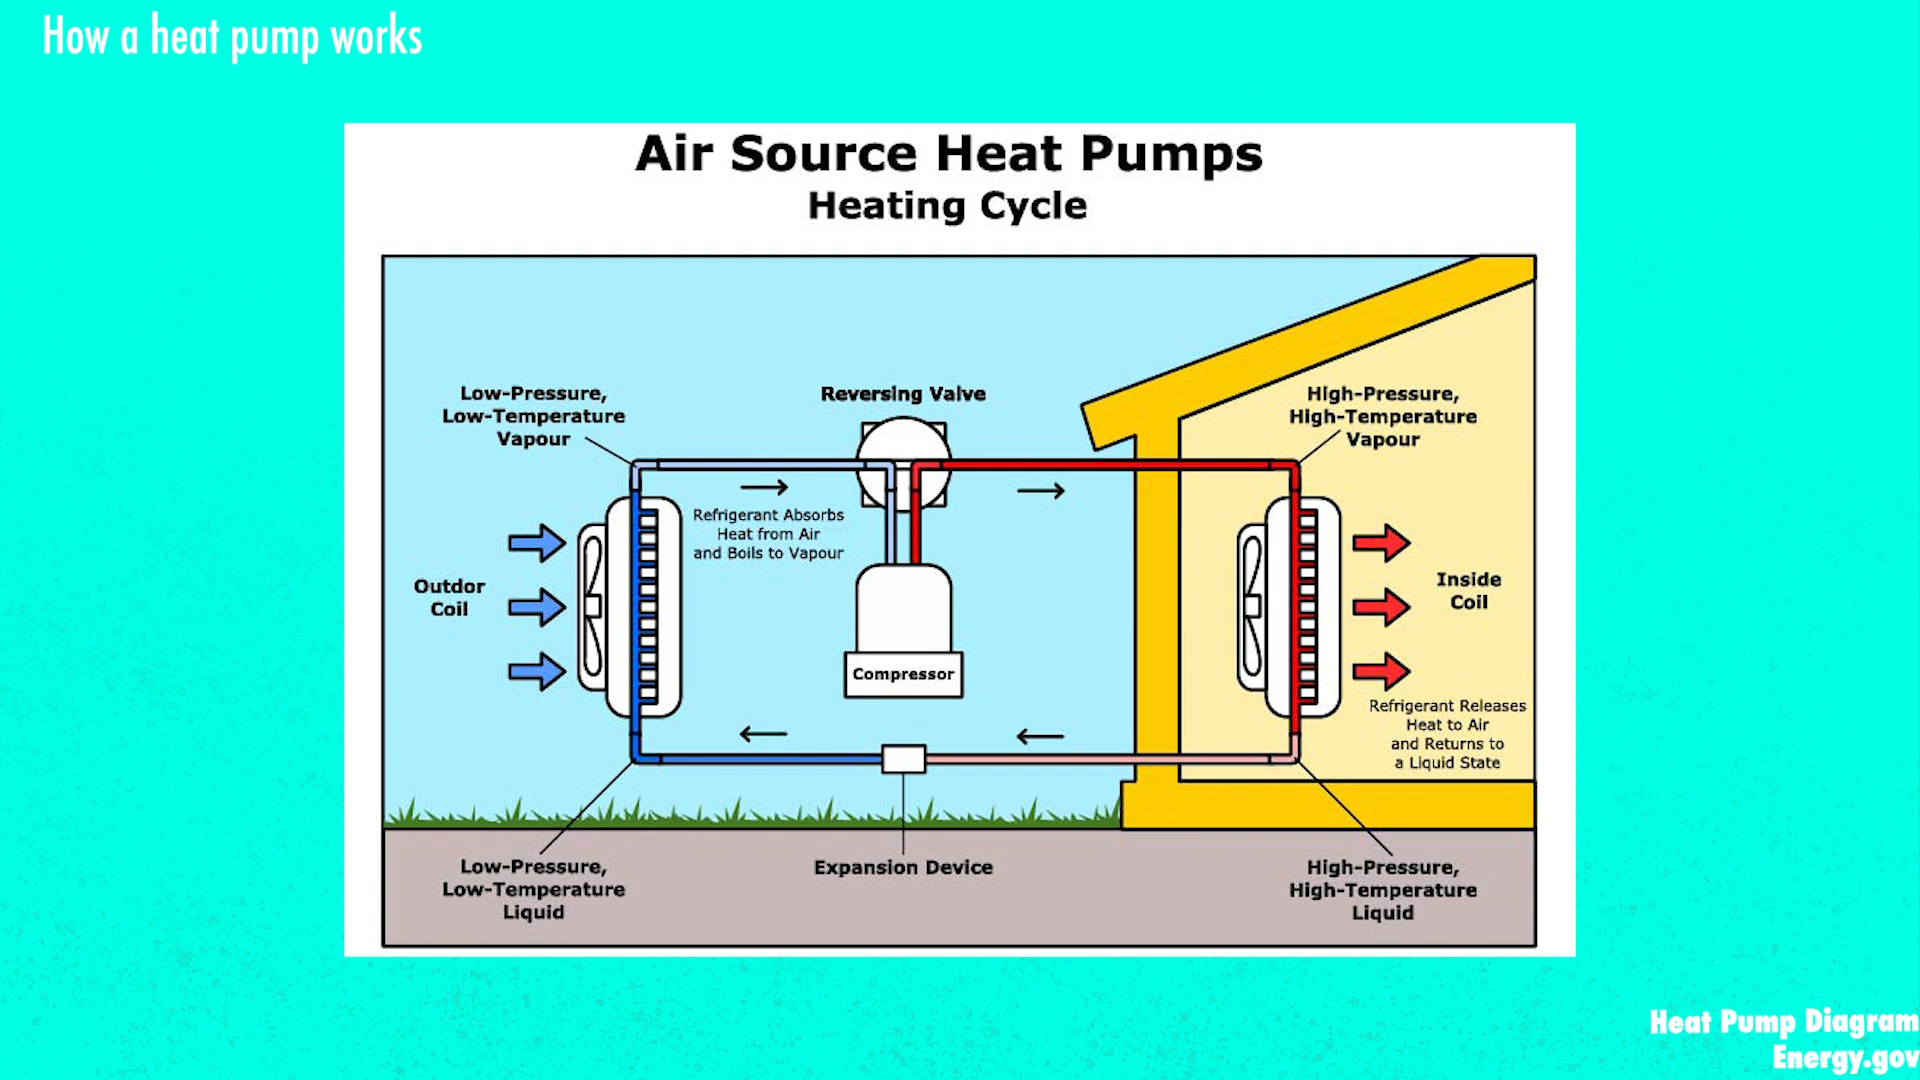 How a heat pump works
Air Source Heat Pumps
Heating Cycle
Low-Pressure,
Low-Temperature
Vapour
Reversing Valve
High-Pressure,
High-Temperature
Vapour
Refrigerant Absorbs
Heat from Air
and Boils to Vapour
Outdor
Coil
Inside
Coil
Compressor
Refrigerant Releases
Heat to Air
and Returns to
a Liquid State
Low-Pressure,
Low-Temperature
Liquid
Expansion Device
High-Pressure,
High-Temperature
Liquid
Heat Pump Diagram
Energy.gov